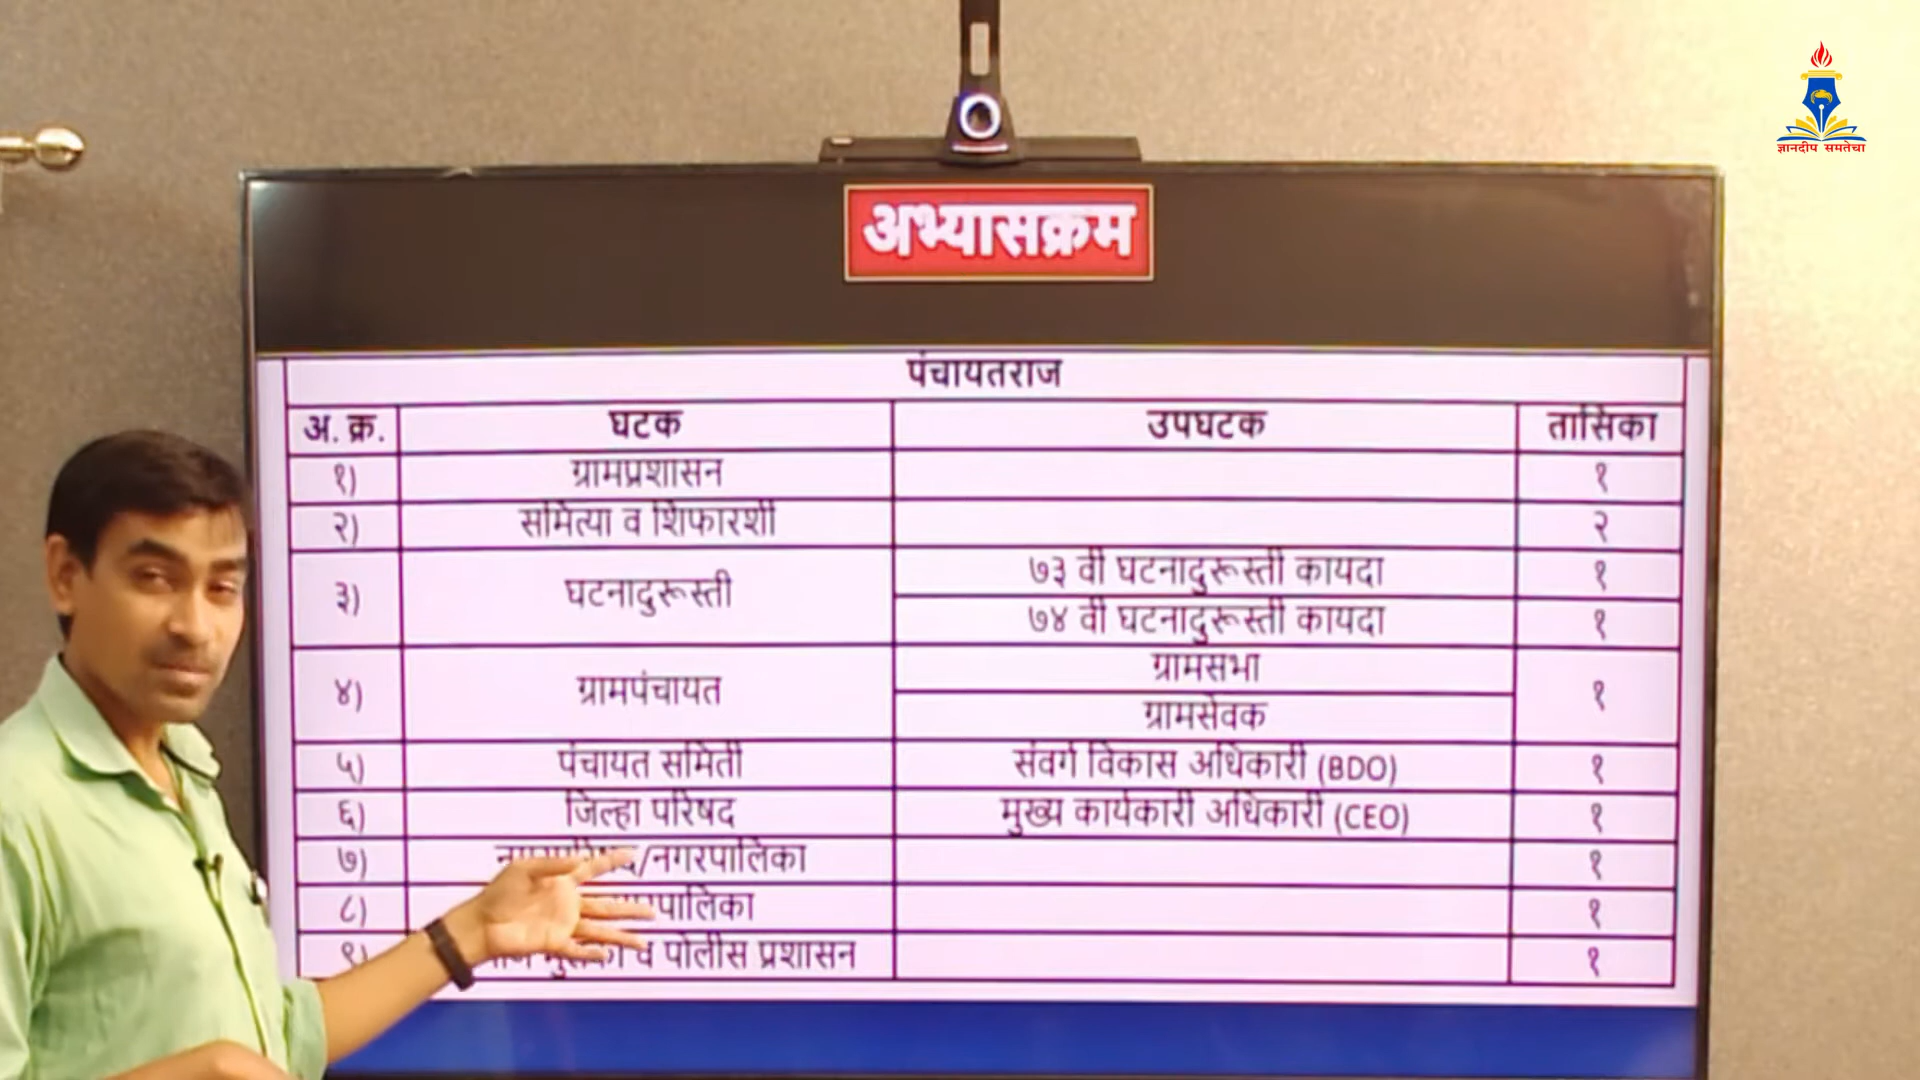 ज्ञानदीप समतेचा
अभ्यासक्रम
पंचायतराज
अ. क्र. घटक उपघटक तासिका
१) ग्रामप्रशासन १
२) समित्या व शिफारशी २
३) घटनादुरूस्ती ७३ वी घटनादुरूस्ती कायदा १
७४ वी घटनादुरूस्ती कायदा १
४) ग्रामपंचायत ग्रामसभा १
ग्रामसेवक
५) पंचायत समिती संवर्ग विकास अधिकारी (BDO) १
६) जिल्हा परिषद मुख्य कार्यकारी अधिकारी (CEO) १
७) /नगरपालिका १
८) १
९) व पोलीस प्रशासन १